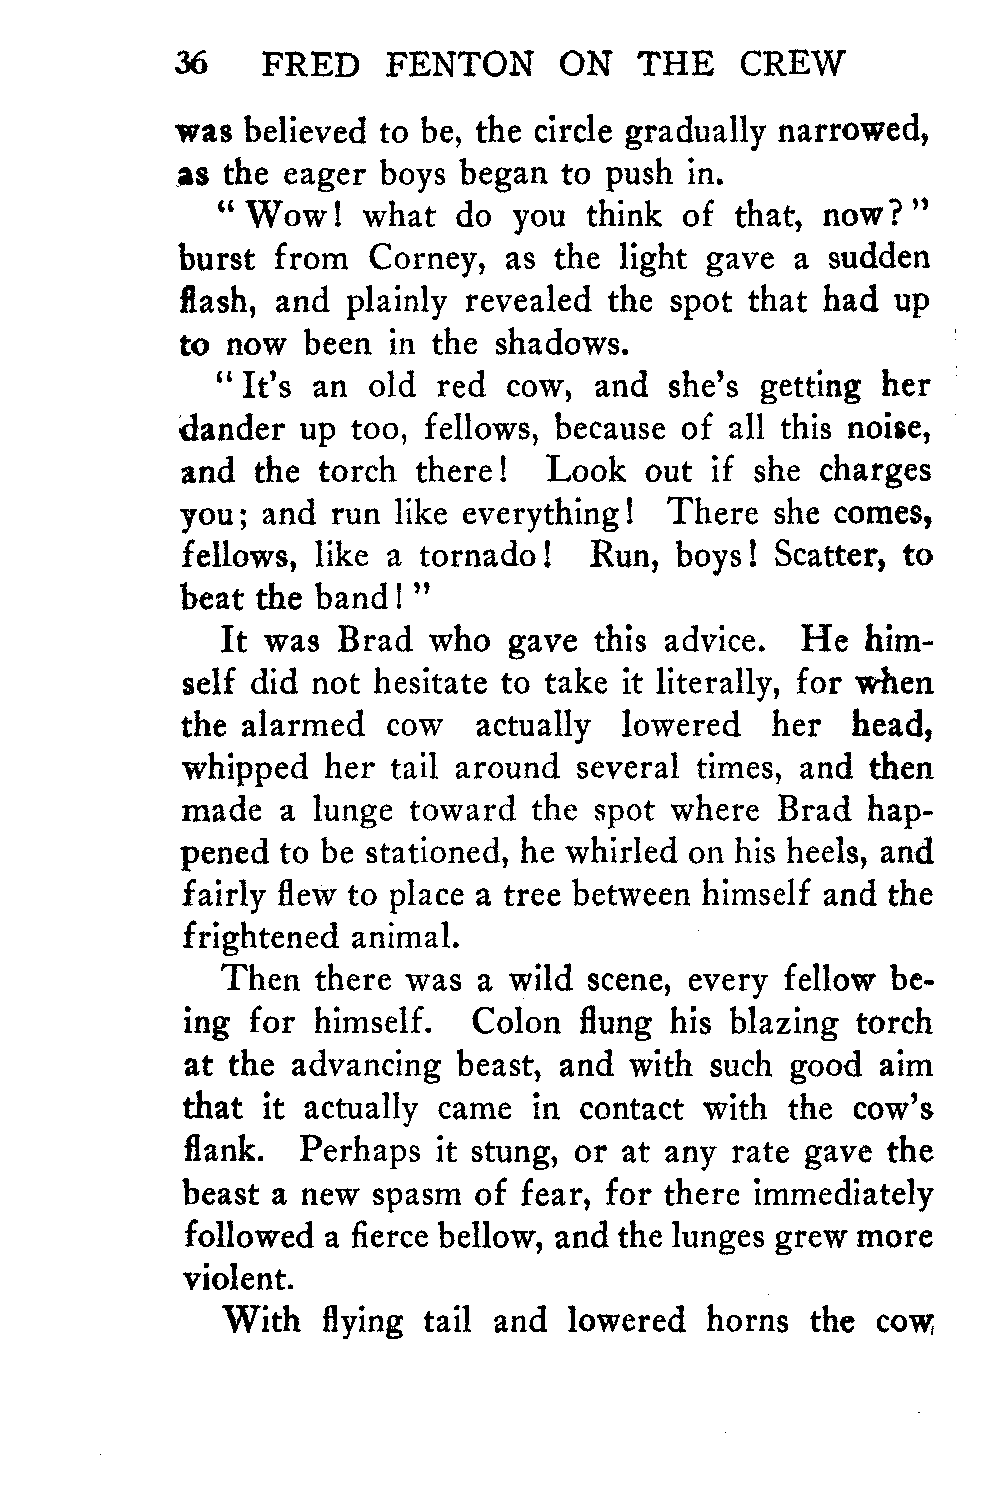 36 FRED FENTON ON THE CREW
was believed to be, the circle gradually narrowed,
as the eager boys began to push in.
"Wow! what do you think of that, now?"
burst from Corney, as the light gave a sudden
flash, and plainly revealed the spot that had up
to now been in the shadows.
"It's an old red cow, and she's getting her
dander up too, fellows, because of all this noise,
and the torch there! Look out if she charges
you; and run like everything! There she comes,
fellows, like a tornado! Run, boys! Scatter, to
beat the band!"
It was Brad who gave this advice. He him-
self did not hesitate to take it literally, for when
the alarmed cow actually lowered her head,
whipped her tail around several times, and then
made a lunge toward the spot where Brad hap-
pened to be stationed, he whirled on his heels, and
fairly flew to place a tree between himself and the
frightened animal.
Then there was a wild scene, every fellow be-
ing for himself. Colon flung his blazing torch
at the advancing beast, and with such good aim
that it actually came in contact with the cow's
flank. Perhaps it stung, or at any rate gave the
beast a new spasm of fear, for there immediately
followed a fierce bellow, and the lunges grew more
violent.
With flying tail and lowered horns the cow